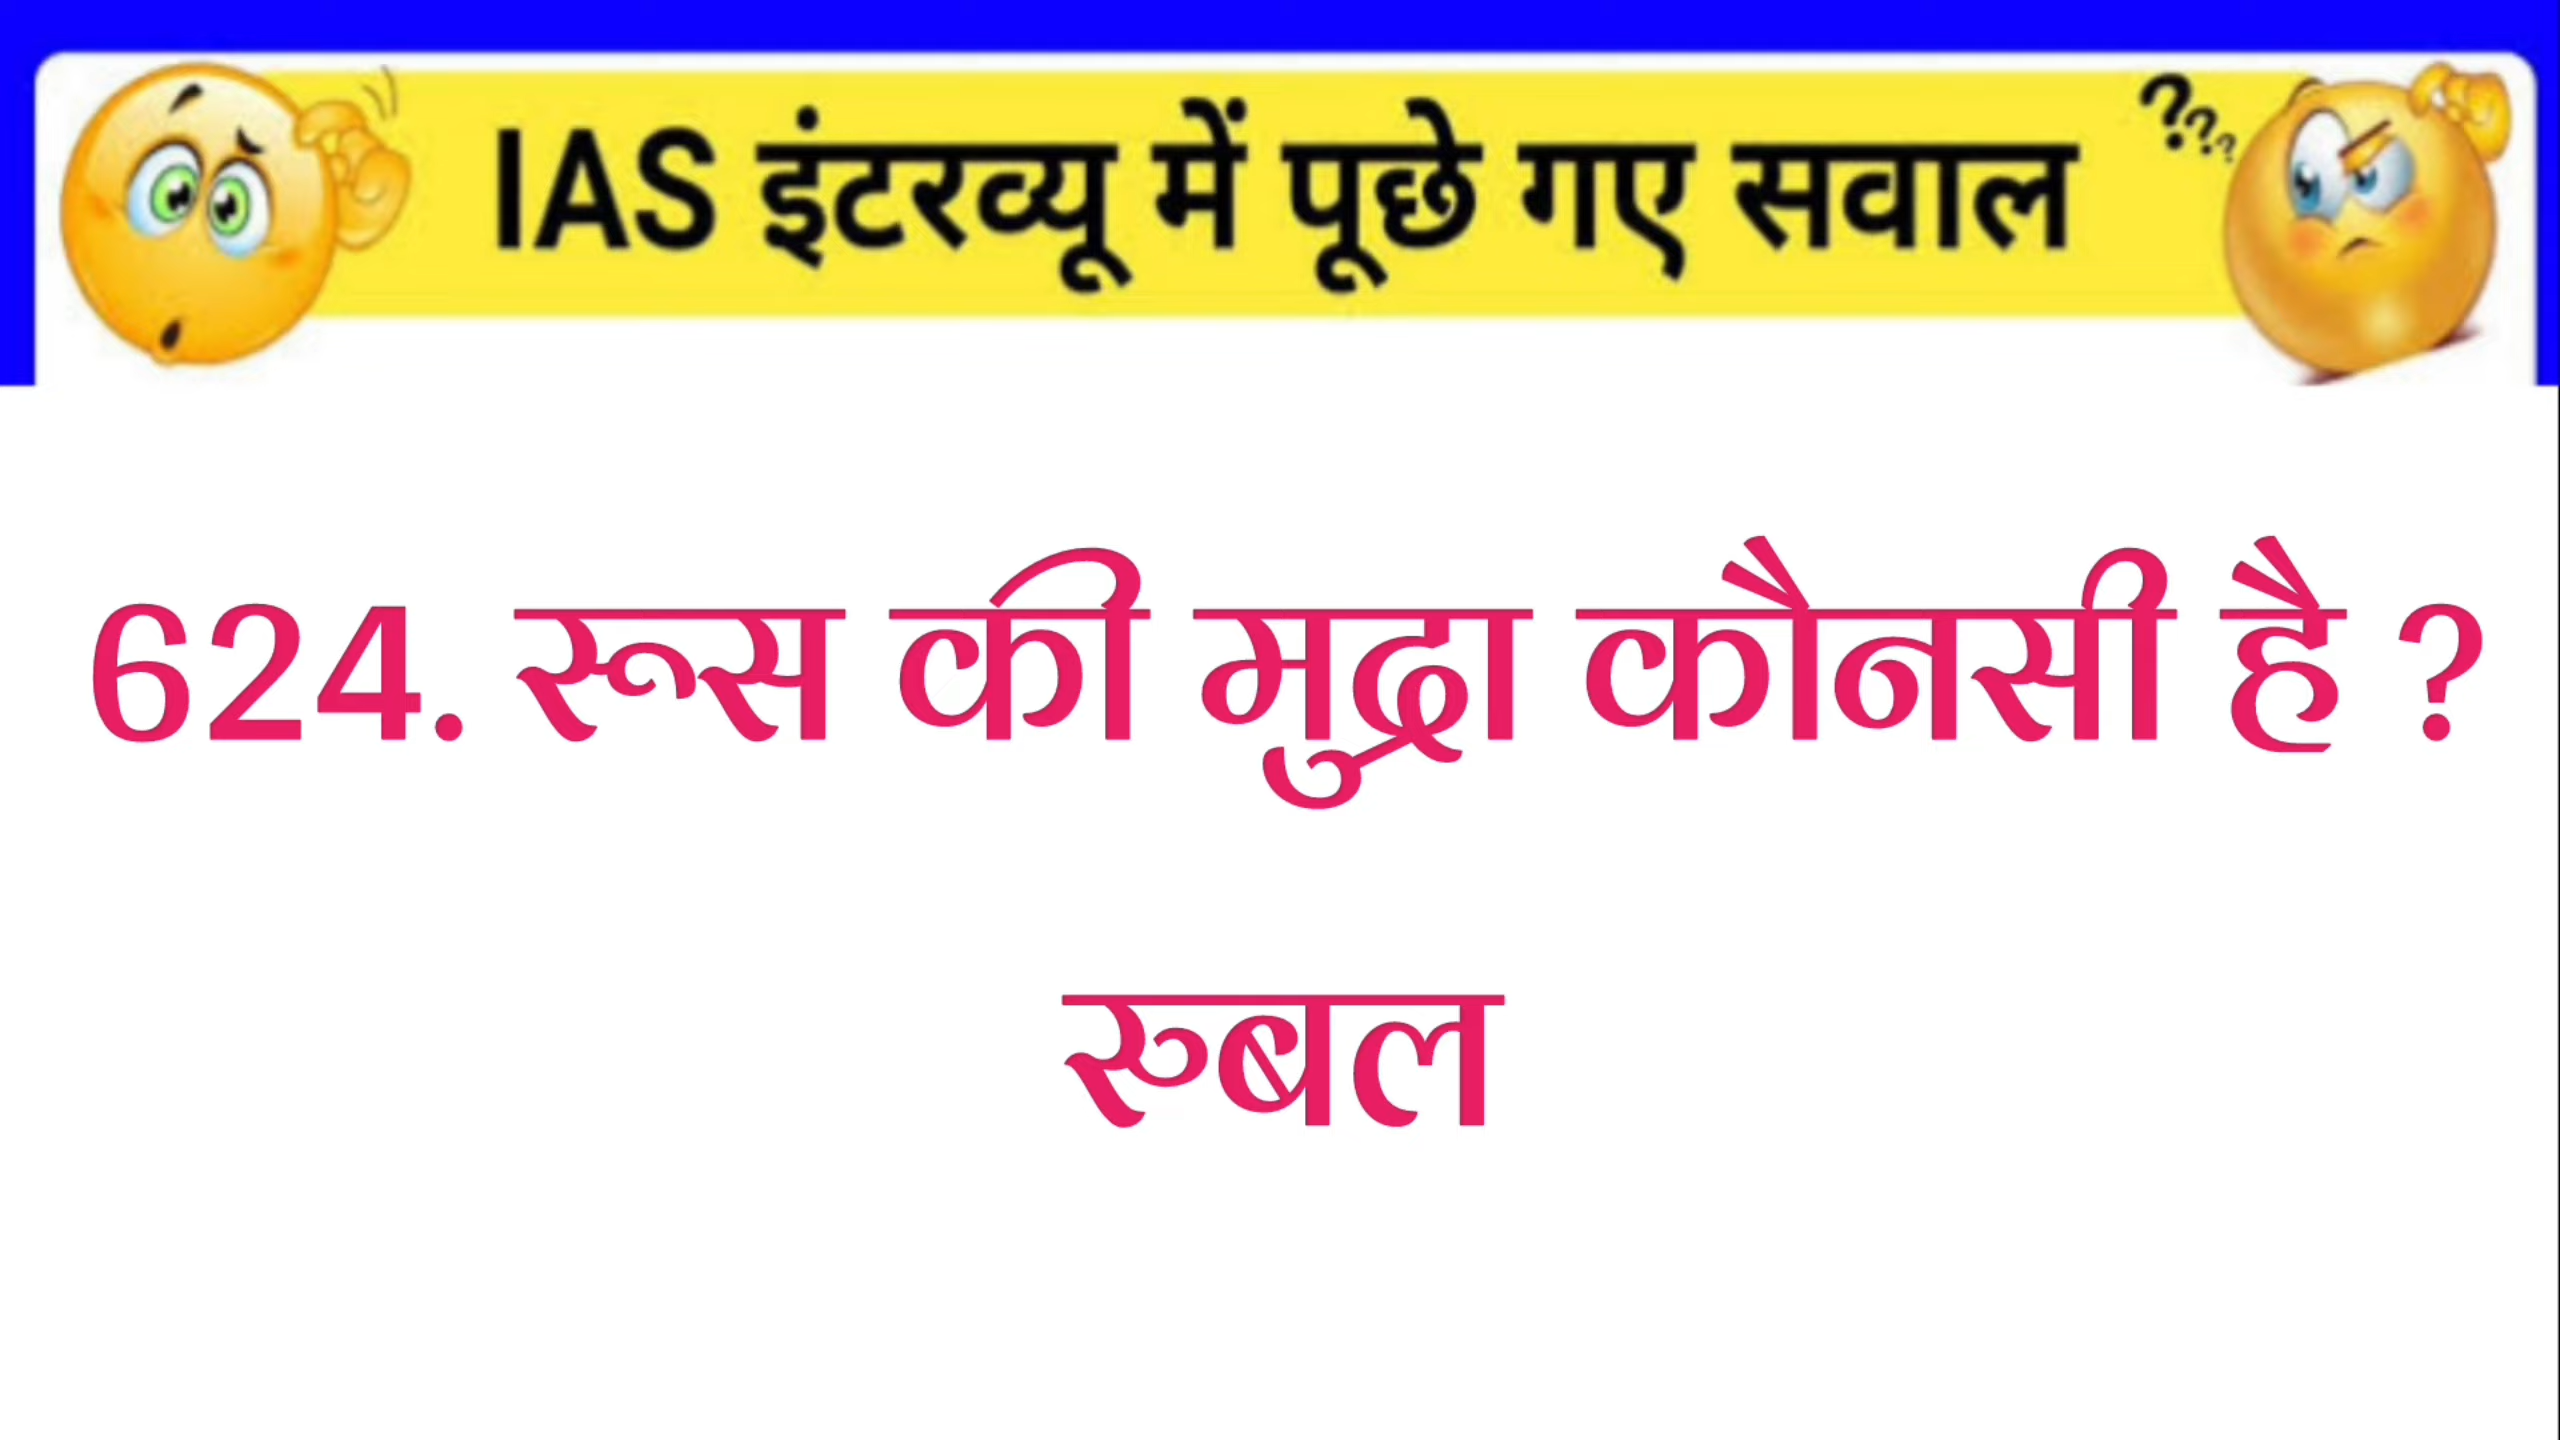 IAS इंटरव्यू में पूछे गए सवाल
???
624. रूस की मुद्रा कौनसी है ?
रुबल